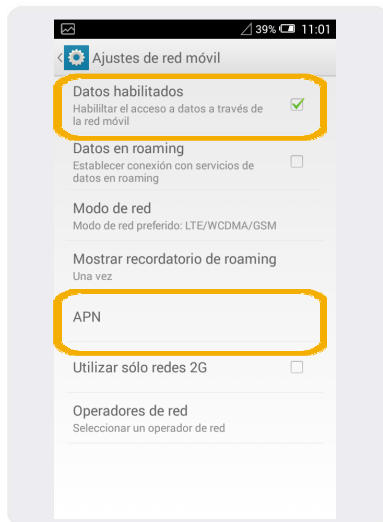 39% 11:01
Ajustes de red móvil
Datos habilitados
Habililtar el acceso a datos a través de
la red móvil
Datos en roaming
Establecer conexión con servicios de
datos en roaming
Modo de red
Modo de red preferido: LTE/WCDMA/GSM
Mostrar recordatorio de roaming
Una vez
APN
Utilizar sólo redes 2G
Operadores de red
Seleccionar un operador de red